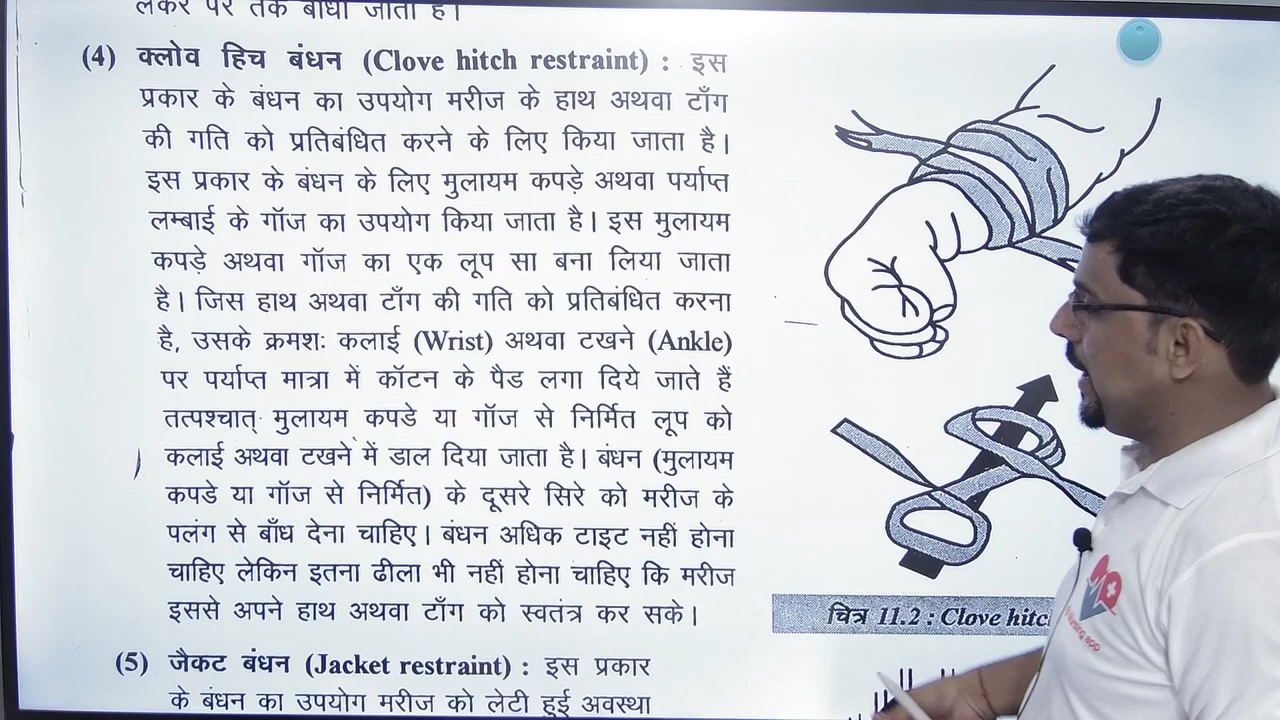 लेकर पैर तक बाँधा जाता है।
(4) क्लोव हिच बंधन (Clove hitch restraint) : इस
प्रकार के बंधन का उपयोग मरीज के हाथ अथवा टाँग
की गति को प्रतिबंधित करने के लिए किया जाता है।
इस प्रकार के बंधन के लिए मुलायम कपड़े अथवा पर्याप्त
लम्बाई के गॉज का उपयोग किया जाता है। इस मुलायम
कपड़े अथवा गॉज का एक लूप सा बना लिया जाता
है। जिस हाथ अथवा टाँग की गति को प्रतिबंधित करना
है, उसके क्रमशः कलाई (Wrist) अथवा टखने (Ankle)
पर पर्याप्त मात्रा में कॉटन के पैड लगा दिये जाते हैं
तत्पश्चात् मुलायम कपडे या गॉज से निर्मित लूप को
कलाई अथवा टखने में डाल दिया जाता है। बंधन (मुलायम
कपडे या गॉज से निर्मित) के दूसरे सिरे को मरीज के
पलंग से बाँध देना चाहिए। बंधन अधिक टाइट नहीं होना
चाहिए लेकिन इतना ढीला भी नहीं होना चाहिए कि मरीज
इससे अपने हाथ अथवा टाँग को स्वतंत्र कर सके।
चित्र 11.2 : Clove hitc
(5) जैकट बंधन (Jacket restraint) : इस प्रकार
के बंधन का उपयोग मरीज को लेटी हुई अवस्था
nursing app